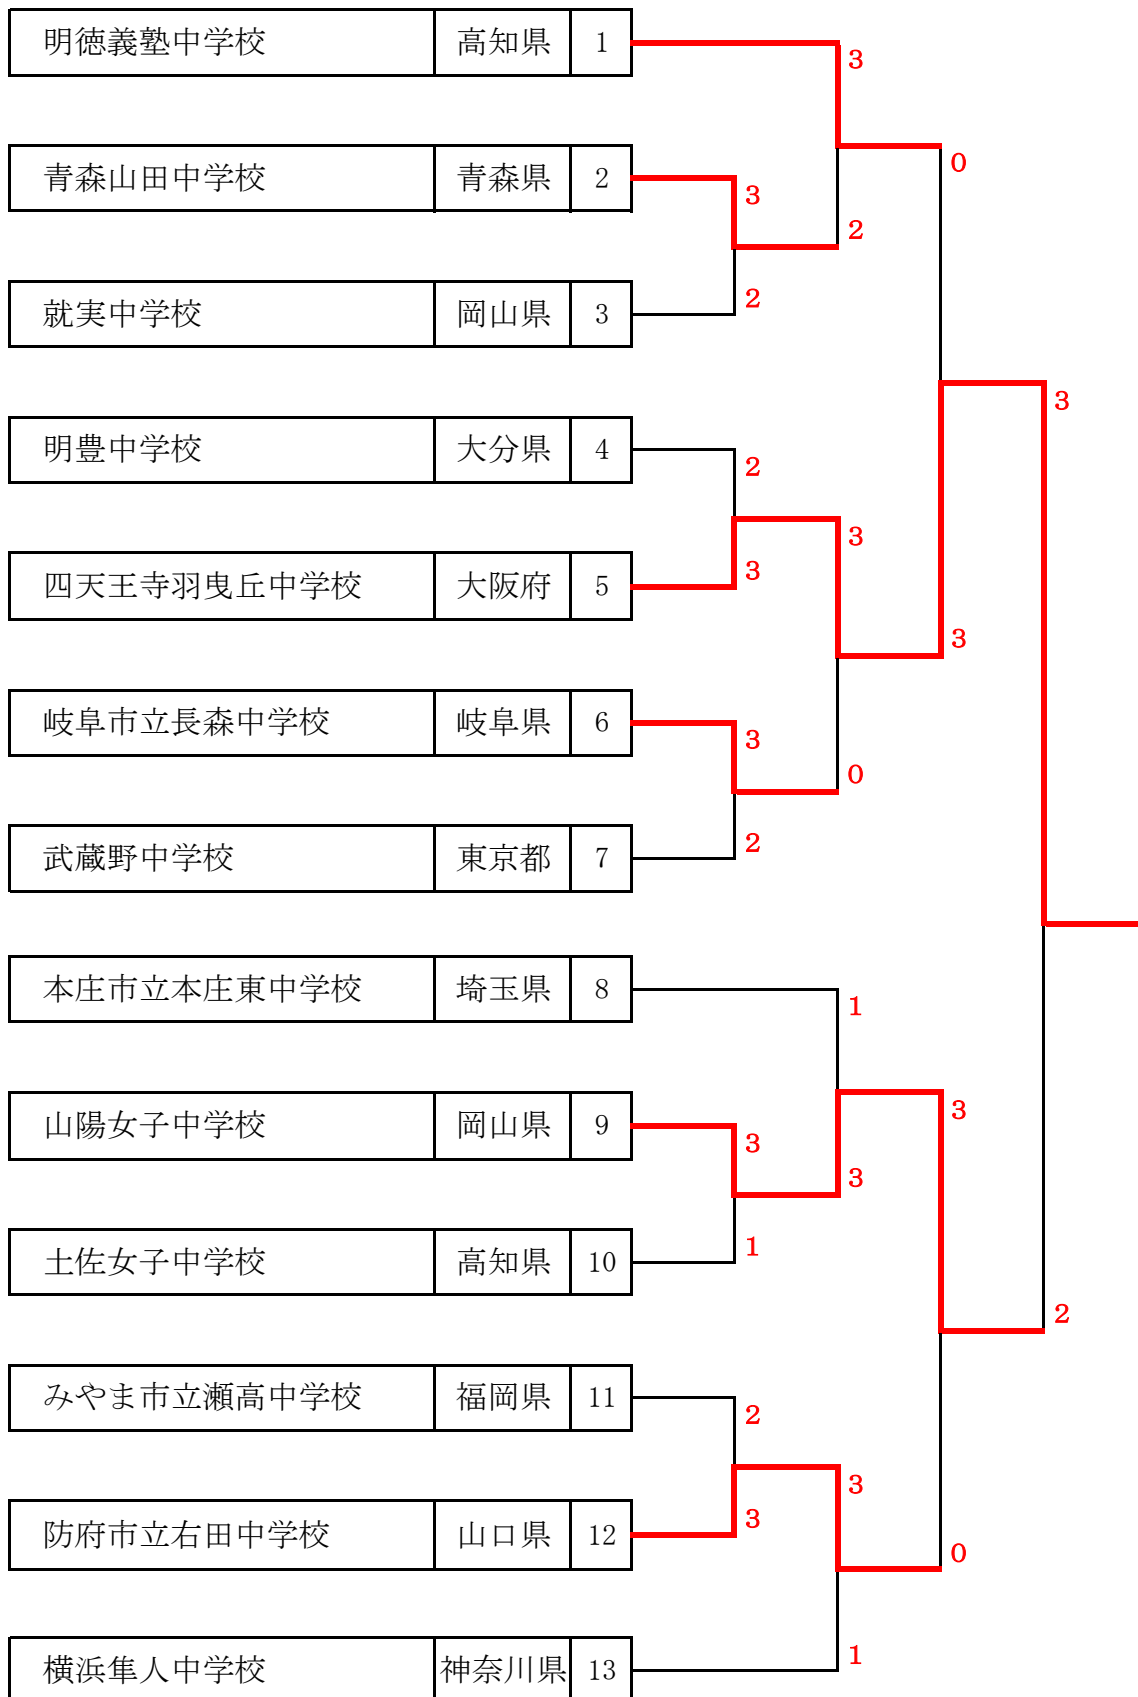 明徳義塾中学校 高知県 1
3
0
青森山田中学校 青森県 2
3
2
2
就実中学校 岡山県 3
3
明豊中学校 大分県 4
2
3
3
四天王寺羽曳丘中学校 大阪府 5
3
岐阜市立長森中学校 岐阜県 6
3
0
2
武蔵野中学校 東京都 7
本庄市立本庄東中学校 埼玉県 8
1
3
山陽女子中学校 岡山県 9
3
3
1
土佐女子中学校 高知県 10
2
みやま市立瀬高中学校 福岡県 11
2
3
3
防府市立右田中学校 山口県 12
0
1
横浜隼人中学校 神奈川県 13